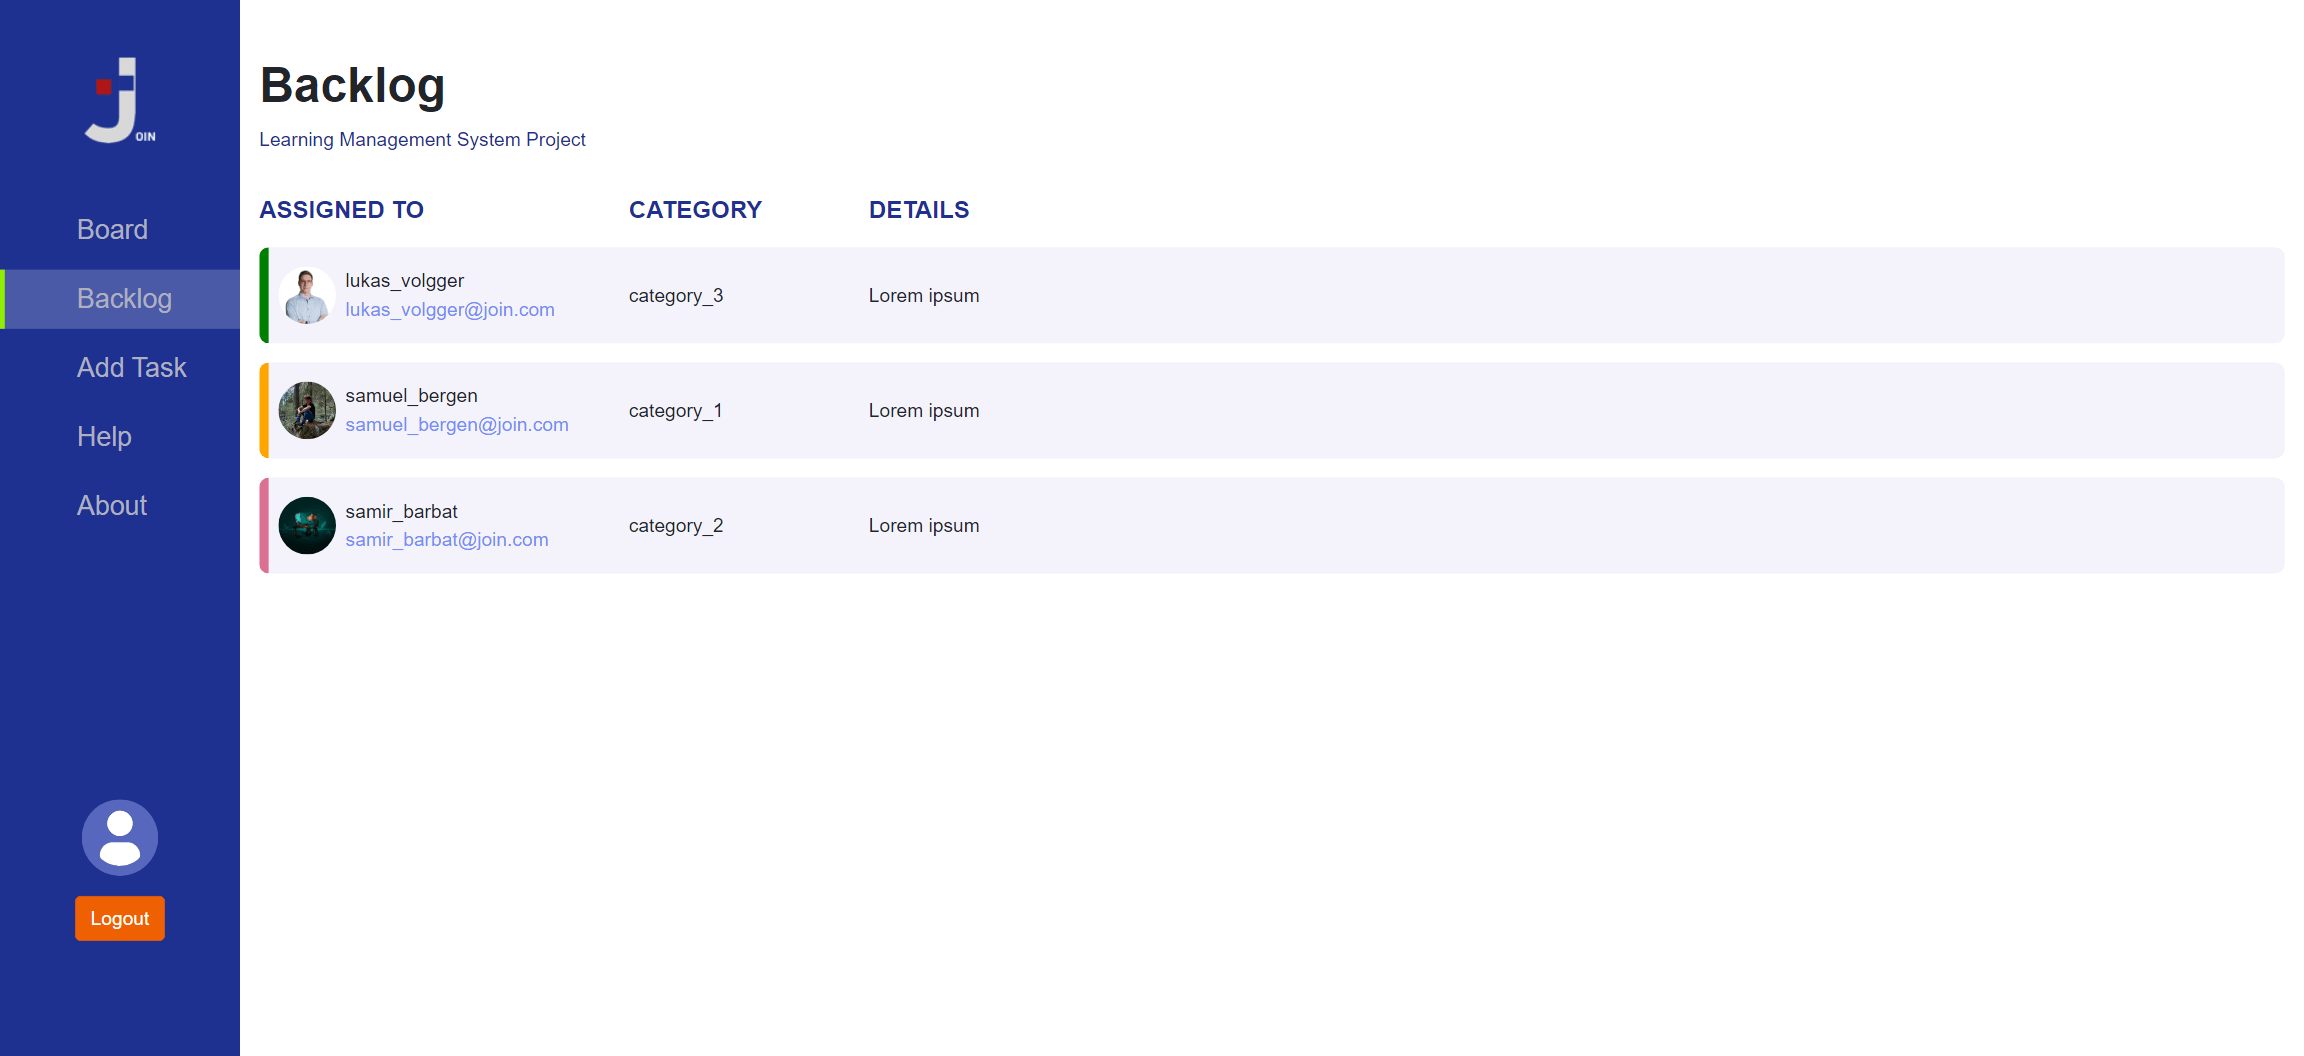 JOIN
Board
Backlog
Add Task
Help
About
Logout
Backlog
Learning Management System Project
ASSIGNED TO CATEGORY DETAILS
lukas_volgger
lukas_volgger@join.com
category_3
Lorem ipsum
samuel_bergen
samuel_bergen@join.com
category_1
Lorem ipsum
samir_barbat
samir_barbat@join.com
category_2
Lorem ipsum